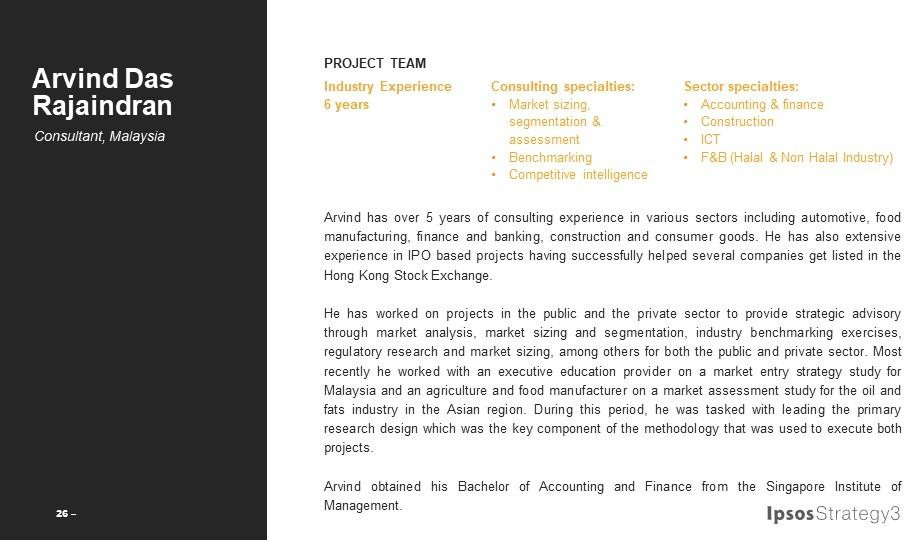 Arvind Das
Rajaindran
Consultant, Malaysia
PROJECT TEAM
Industry Experience
6 years
Consulting specialties:
• Market sizing,
segmentation &
assessment
• Benchmarking
• Competitive intelligence
Sector specialties:
• Accounting & finance
• Construction
• ICT
• F&B (Halal & Non Halal Industry)
Arvind has over 5 years of consulting experience in various sectors including automotive, food
manufacturing, finance and banking, construction and consumer goods. He has also extensive
experience in IPO based projects having successfully helped several companies get listed in the
Hong Kong Stock Exchange.
He has worked on projects in the public and the private sector to provide strategic advisory
through market analysis, market sizing and segmentation, industry benchmarking exercises,
regulatory research and market sizing, among others for both the public and private sector. Most
recently he worked with an executive education provider on a market entry strategy study for
Malaysia and an agriculture and food manufacturer on a market assessment study for the oil and
fats industry in the Asian region. During this period, he was tasked with leading the primary
research design which was the key component of the methodology that was used to execute both
projects.
Arvind obtained his Bachelor of Accounting and Finance from the Singapore Institute of
Management.
26 –
IpsosStrategy3